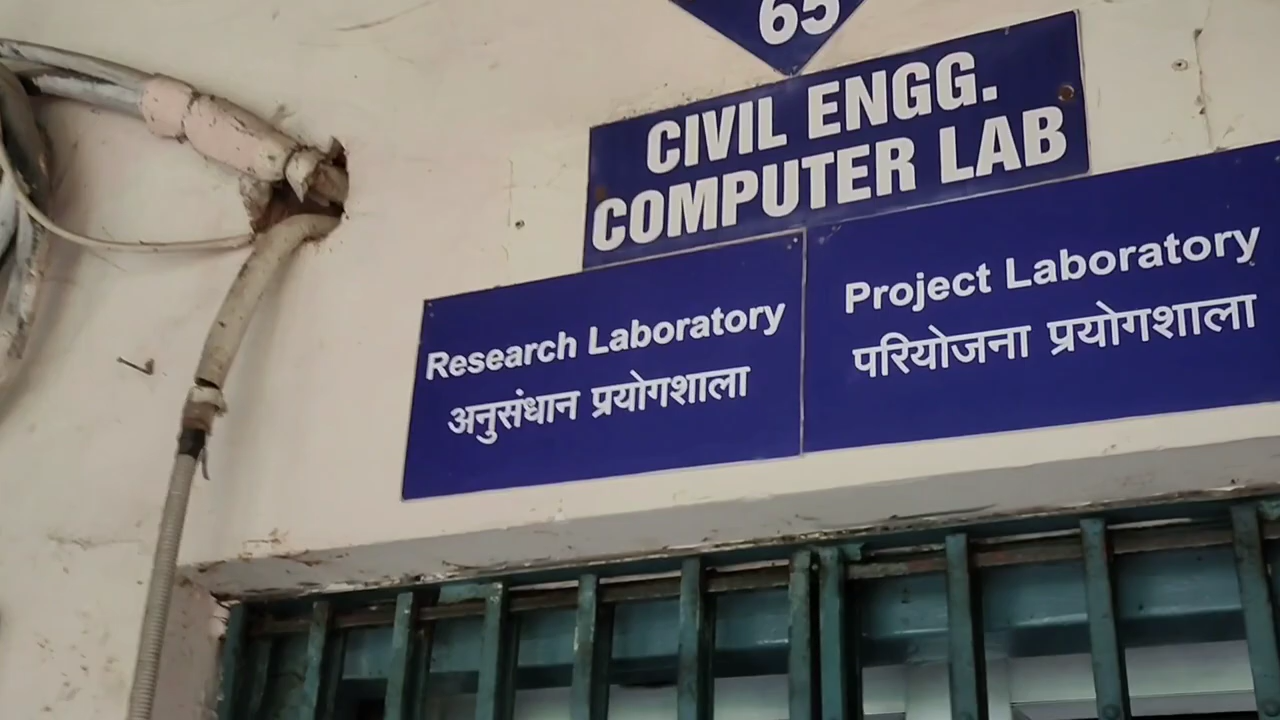 65
CIVIL ENGG.
COMPUTER LAB
Research Laboratory
अनुसंधान प्रयोगशाला
Project Laboratory
परियोजना प्रयोगशाला